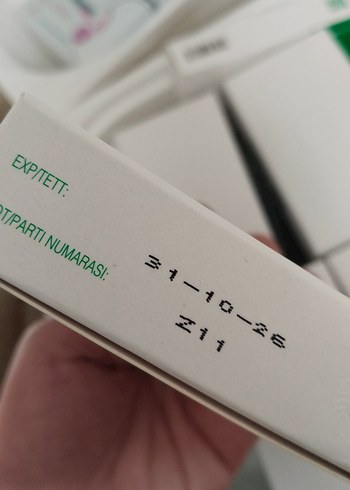 EXP/TETT:
OT/PARTI NUMARASI:
31-10-26
Z11